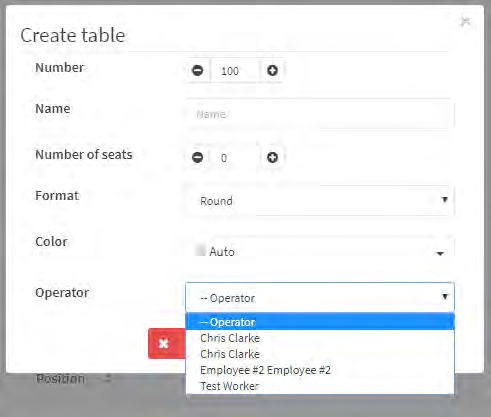 ×
Create table
Number
100
Name
Name
Number of seats
0
Format
Round
Color
Auto
Operator
-- Operator
-- Operator
Chris Clarke
Chris Clarke
Employee #2 Employee #2
Test Worker
Position